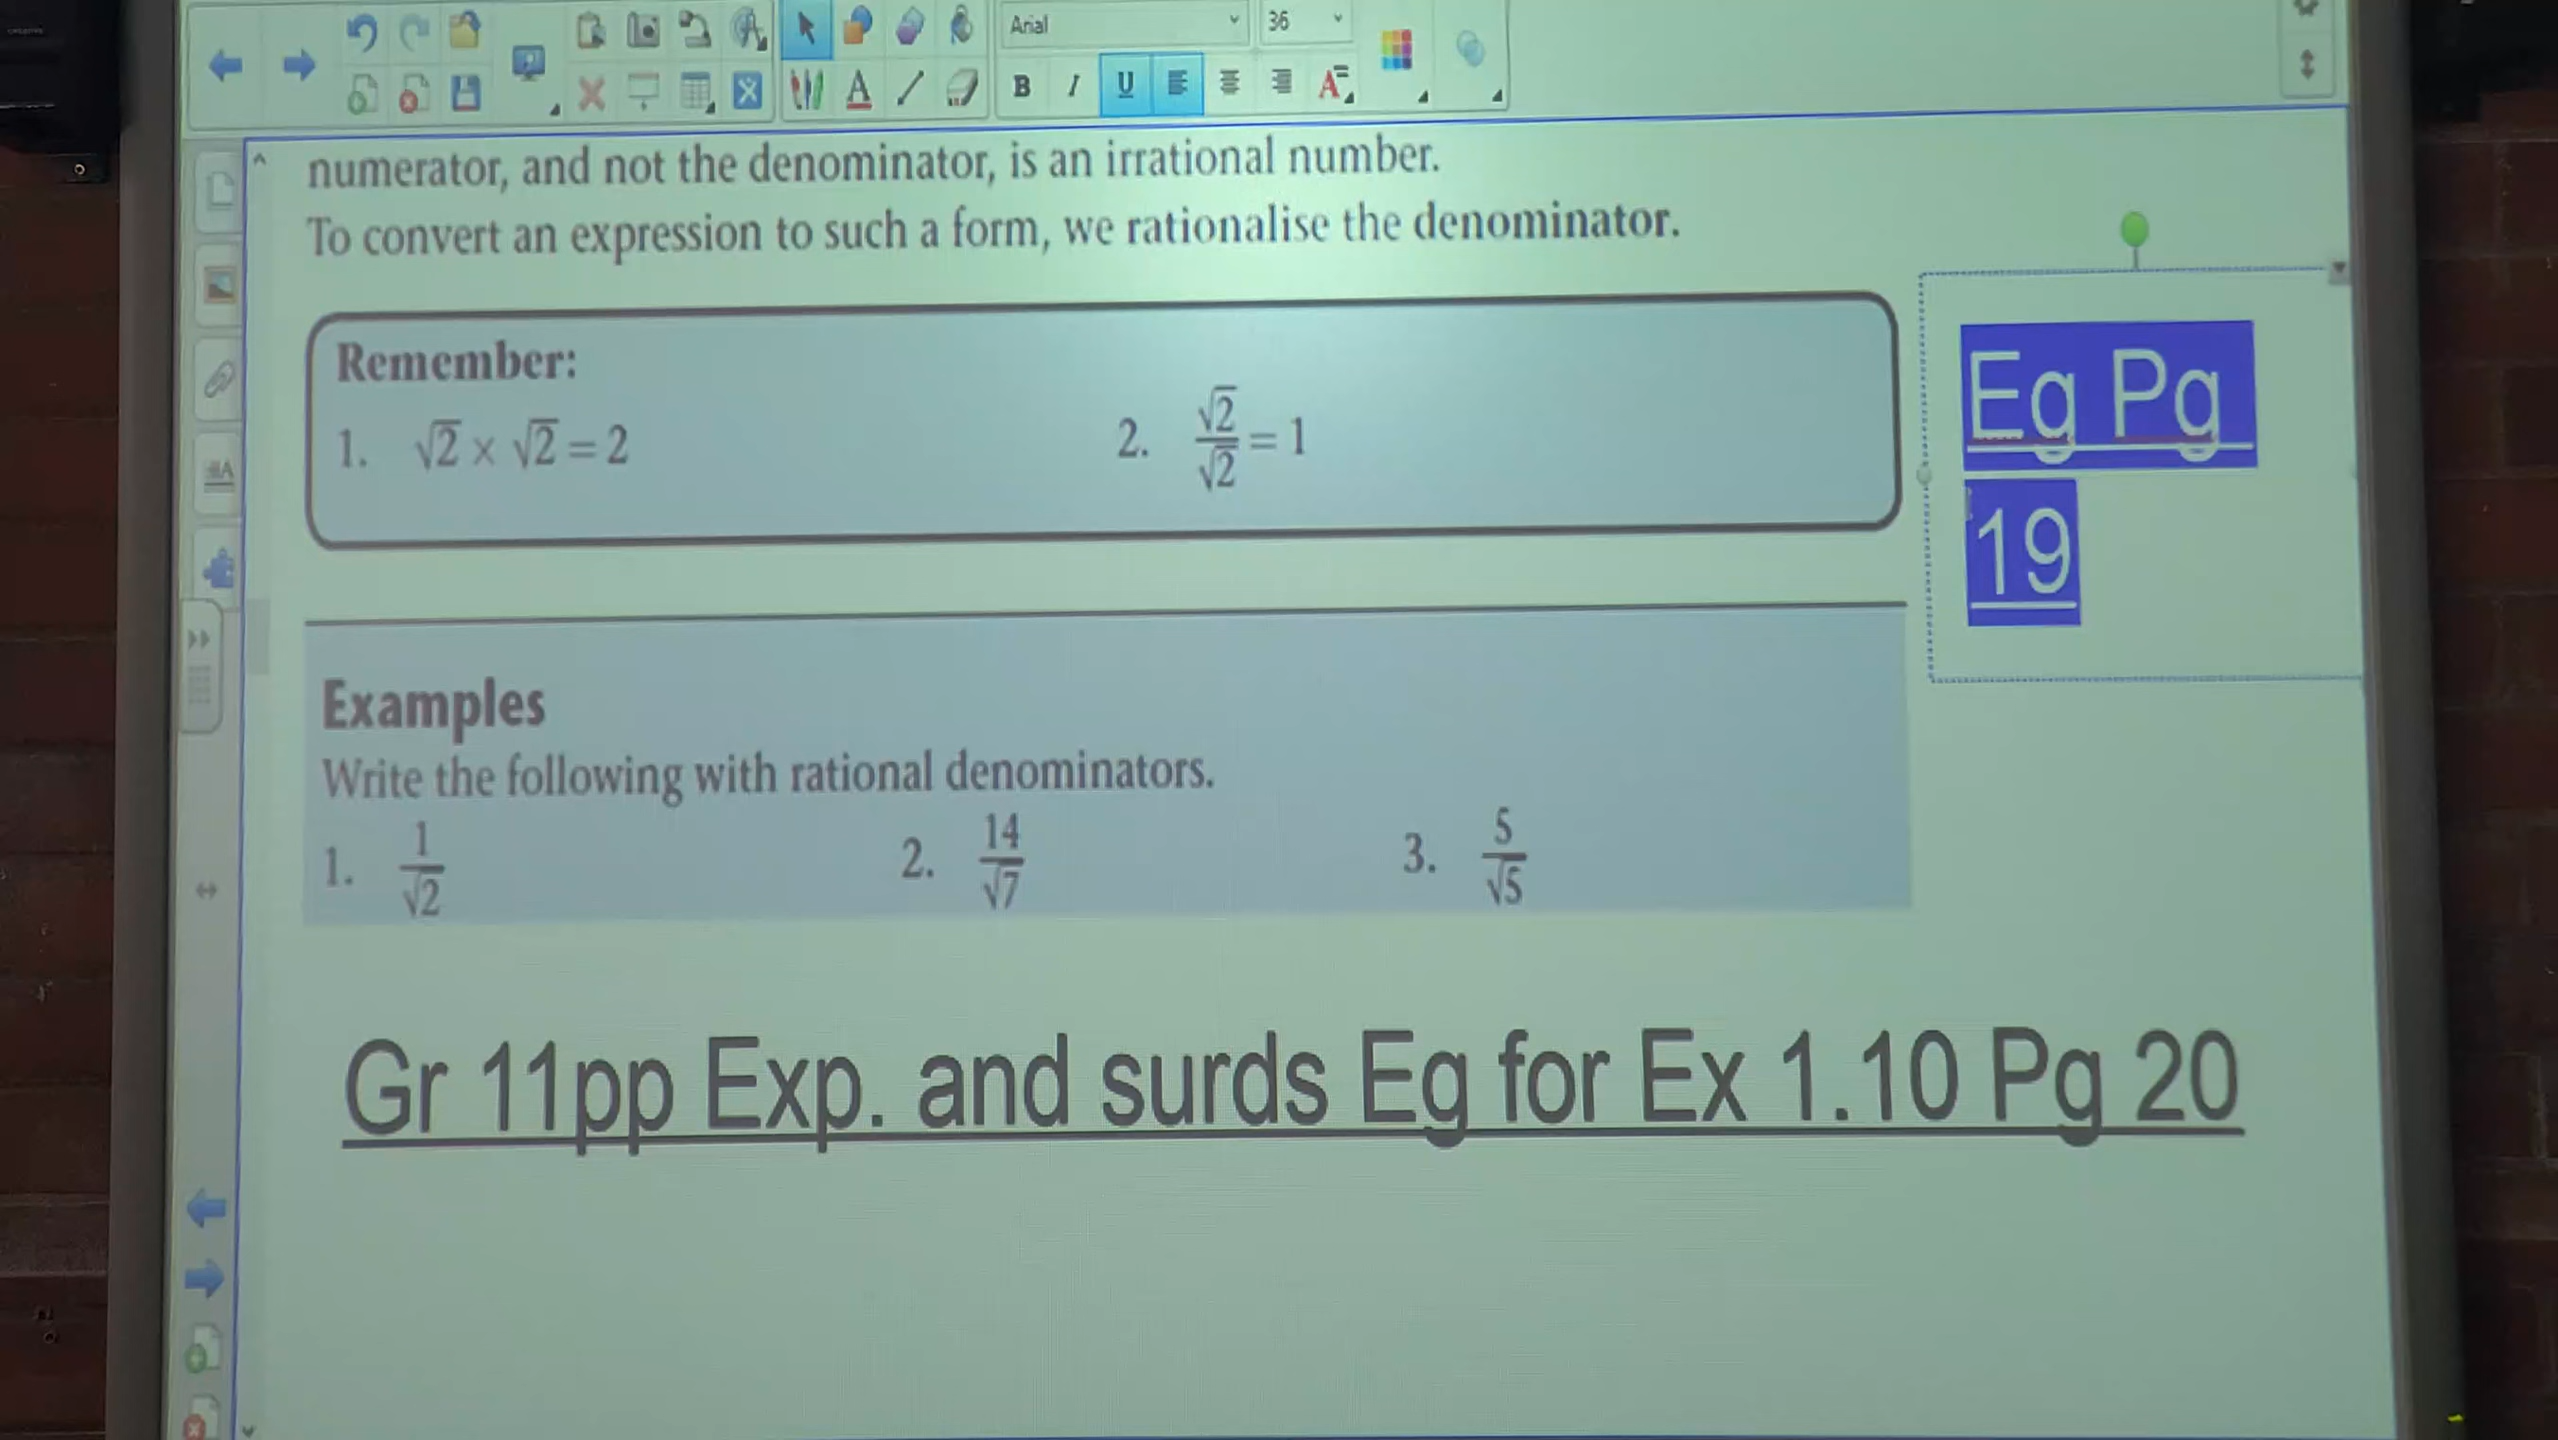 Arial 36
B I U A
numerator, and not the denominator, is an irrational number.
To convert an expression to such a form, we rationalise the denominator.
Remember:
1. √2 × √2 = 2
2. √2/√2 = 1
Eg Pg
19
Examples
Write the following with rational denominators.
1. 1/√2
2. 14/√7
3. 5/√5
Gr 11pp Exp. and surds Eg for Ex 1.10 Pg 20